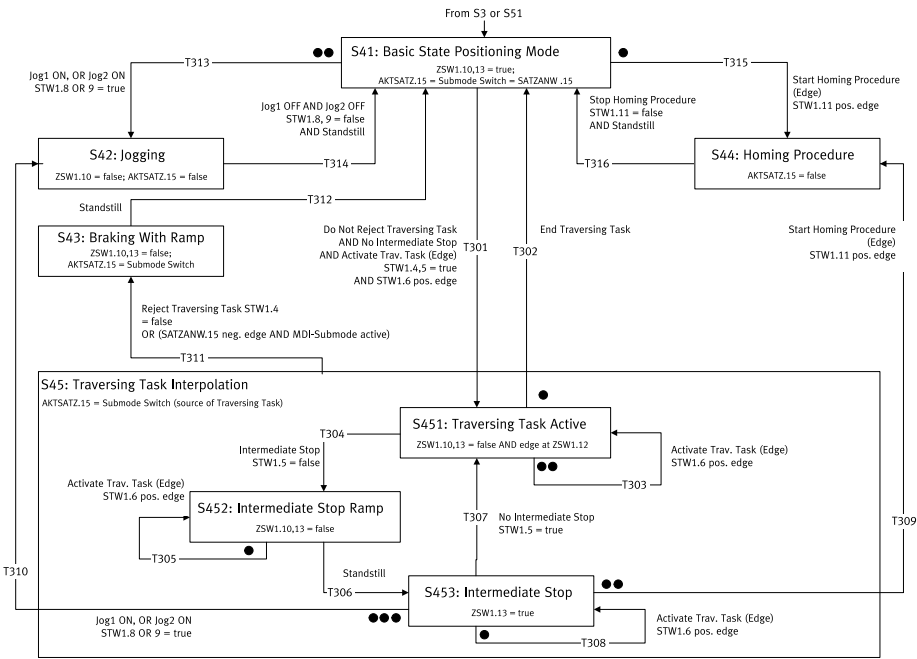 From S3 or S51
S41: Basic State Positioning Mode
ZSW1.10,13 = true;
AKTSATZ.15 = Submode Switch = SATZANW .15
T313
T315
Jog1 ON, OR Jog2 ON
STW1.8 OR 9 = true
Start Homing Procedure
(Edge)
STW1.11 pos. edge
Jog1 OFF AND Jog2 OFF
STW1.8, 9 = false
AND Standstill
Stop Homing Procedure
STW1.11 = false
AND Standstill
S42: Jogging
ZSW1.10 = false; AKTSATZ.15 = false
T314
T316
S44: Homing Procedure
AKTSATZ.15 = false
Standstill
T312
S43: Braking With Ramp
ZSW1.10,13 = false;
AKTSATZ.15 = Submode Switch
Do Not Reject Traversing Task
AND No Intermediate Stop
AND Activate Trav. Task (Edge)
STW1.4,5 = true
AND STW1.6 pos. edge
T301
T302
End Traversing Task
Start Homing Procedure
(Edge)
STW1.11 pos. edge
Reject Traversing Task STW1.4
= false
OR (SATZANW.15 neg. edge AND MDI-Submode active)
T311
S45: Traversing Task Interpolation
AKTSATZ.15 = Submode Switch (source of Traversing Task)
S451: Traversing Task Active
ZSW1.10,13 = false AND edge at ZSW1.12
T304
Intermediate Stop
STW1.5 = false
Activate Trav. Task (Edge)
STW1.6 pos. edge
T303
Activate Trav. Task (Edge)
STW1.6 pos. edge
S452: Intermediate Stop Ramp
ZSW1.10,13 = false
T305
T307
No Intermediate Stop
STW1.5 = true
T309
T310
Standstill
T306
S453: Intermediate Stop
ZSW1.13 = true
Jog1 ON, OR Jog2 ON
STW1.8 OR 9 = true
Activate Trav. Task (Edge)
STW1.6 pos. edge
T308